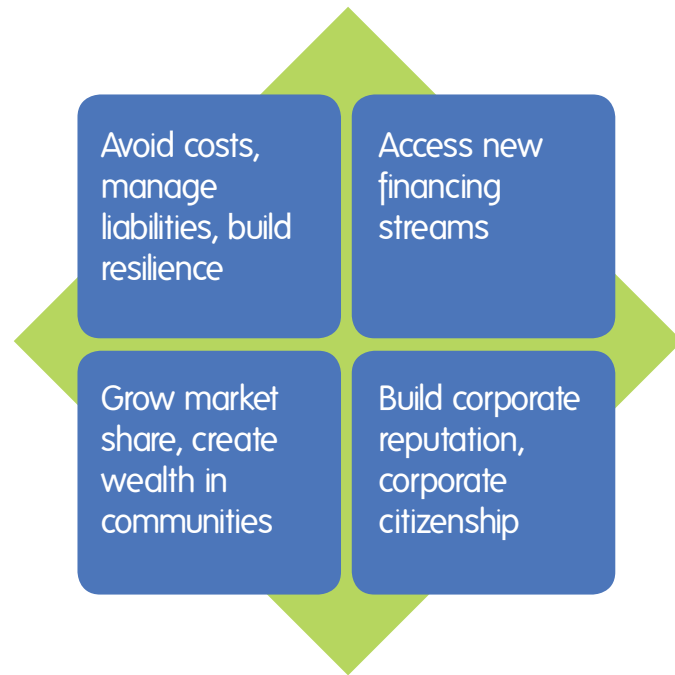 Avoid costs,
manage
liabilities, build
resilience
Access new
financing
streams
Grow market
share, create
wealth in
communities
Build corporate
reputation,
corporate
citizenship